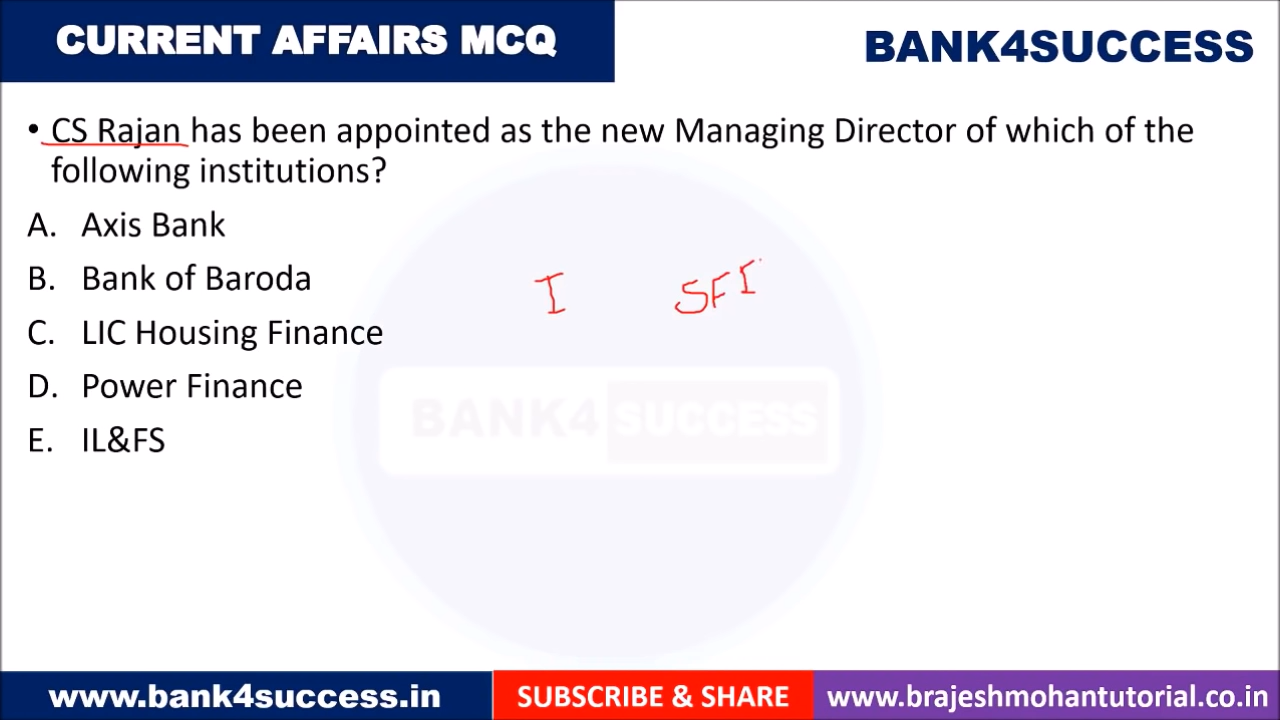 CURRENT AFFAIRS MCQ
BANK4SUCCESS
• CS Rajan has been appointed as the new Managing Director of which of the
following institutions?
A. Axis Bank
B. Bank of Baroda
I SFI
C. LIC Housing Finance
D. Power Finance
BANK4 SUCCESS
E. IL&FS
www.bank4success.in
SUBSCRIBE & SHARE
www.brajeshmohantutorial.co.in